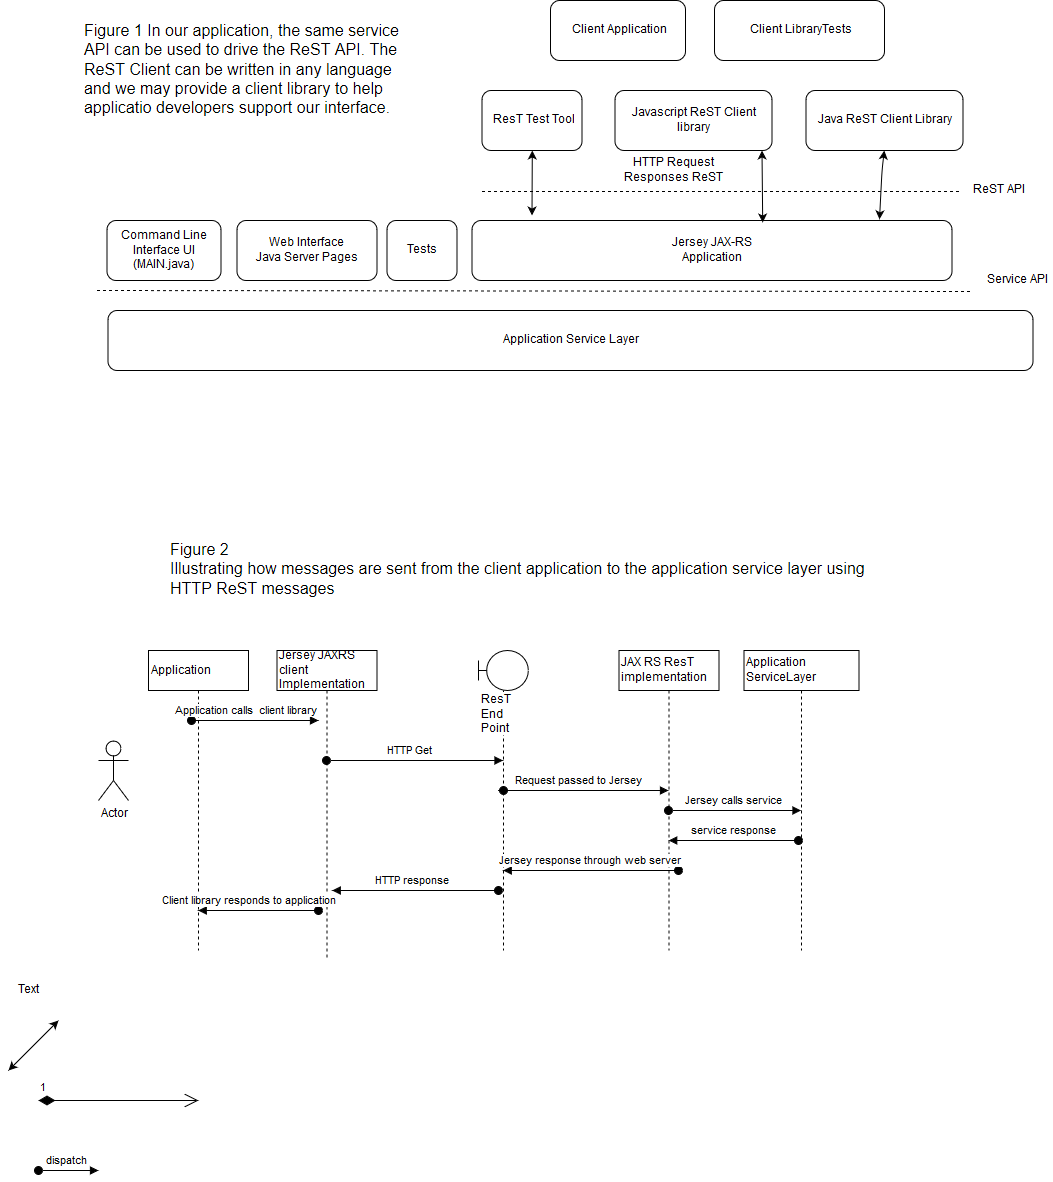 Figure 1 In our application, the same service
API can be used to drive the ReST API. The
ReST Client can be written in any language
and we may provide a client library to help
applicatio developers support our interface.
Client Application
Client LibraryTests
ResT Test Tool
Javascript ReST Client
library
Java ReST Client Library
HTTP Request
Responses ReST
ReST API
Command Line
Interface UI
(MAIN.java)
Web Interface
Java Server Pages
Tests
Jersey JAX-RS
Application
Service API
Application Service Layer
Figure 2
Illustrating how messages are sent from the client application to the application service layer using
HTTP ReST messages
Application
Jersey JAXRS
client
Implementation
ResT
End
Point
JAX RS ResT
implementation
Application
ServiceLayer
Application calls client library
HTTP Get
Request passed to Jersey
Jersey calls service
Actor
service response
Jersey response through web server
HTTP response
Client library responds to application
Text
1
dispatch